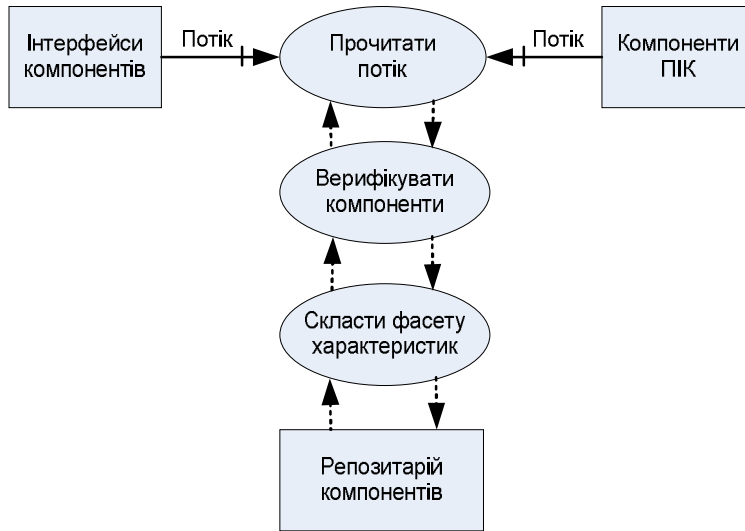 Інтерфейси
компонентів
Потік
Прочитати
потік
Потік
Компоненти
ПІК
Верифікувати
компоненти
Скласти фасету
характеристик
Репозитарій
компонентів